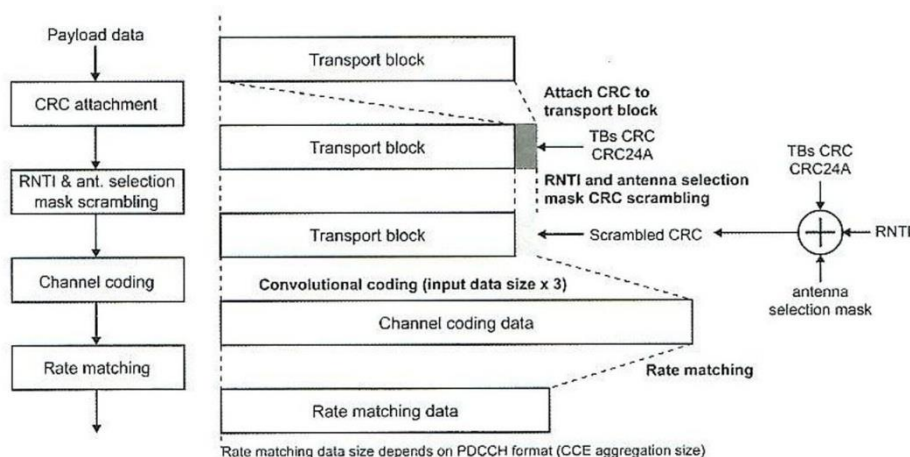 Payload data
CRC attachment
RNTI & ant. selection
mask scrambling
Channel coding
Rate matching
Transport block
Attach CRC to
transport block
Transport block
TBs CRC
CRC24A
RNTI and antenna selection
mask CRC scrambling
Transport block
Scrambled CRC
TBs CRC
CRC24A
RNTI
antenna
selection mask
Convolutional coding (input data size x 3)
Channel coding data
Rate matching
Rate matching data
Rate matching data size depends on PDCCH format (CCE aggregation size)